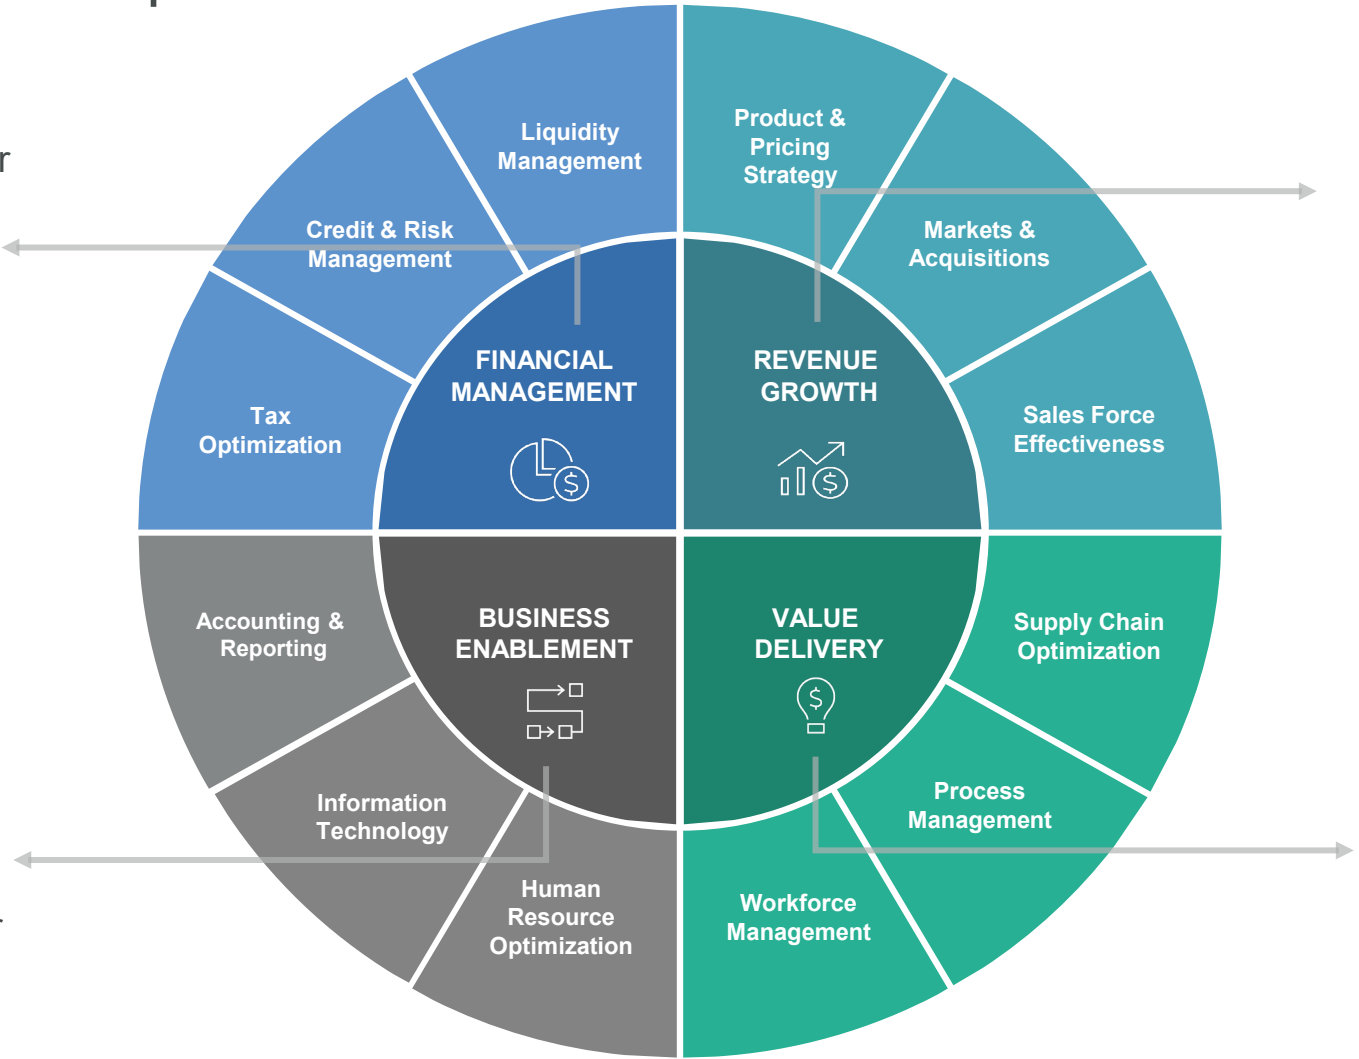 Liquidity
Management
Product &
Pricing
Strategy
Credit & Risk
Management
Markets &
Acquisitions
Tax
Optimization
FINANCIAL
MANAGEMENT
$
REVENUE
GROWTH
$
Sales Force
Effectiveness
Accounting &
Reporting
BUSINESS
ENABLEMENT
VALUE
DELIVERY
$
Supply Chain
Optimization
Information
Technology
Process
Management
Human
Resource
Optimization
Workforce
Management